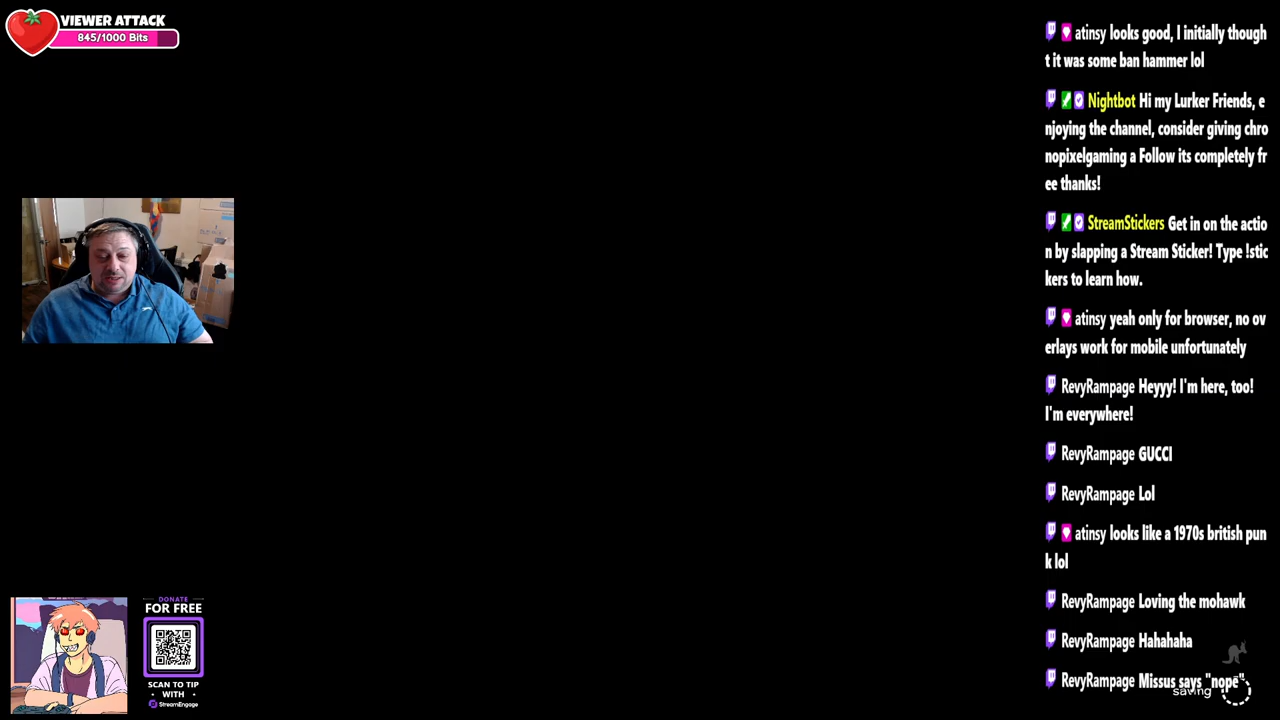 VIEWER ATTACK
845/1000 Bits
atinsy looks good, I initially though
t it was some ban hammer lol
Nightbot Hi my Lurker Friends, e
njoying the channel, consider giving chro
nopixelgaming a Follow its completely fr
ee thanks!
StreamStickers Get in on the actio
n by slapping a Stream Sticker! Type !stic
kers to learn how.
atinsy yeah only for browser, no ov
erlays work for mobile unfortunately
RevyRampage Heyyy! I'm here, too!
I'm everywhere!
RevyRampage GUCCI
RevyRampage Lol
atinsy looks like a 1970s british pun
k lol
RevyRampage Loving the mohawk
RevyRampage Hahahaha
RevyRampage Missus says "nope"
saving
DONATE
FOR FREE
SCAN TO TIP
• WITH •
StreamEngage